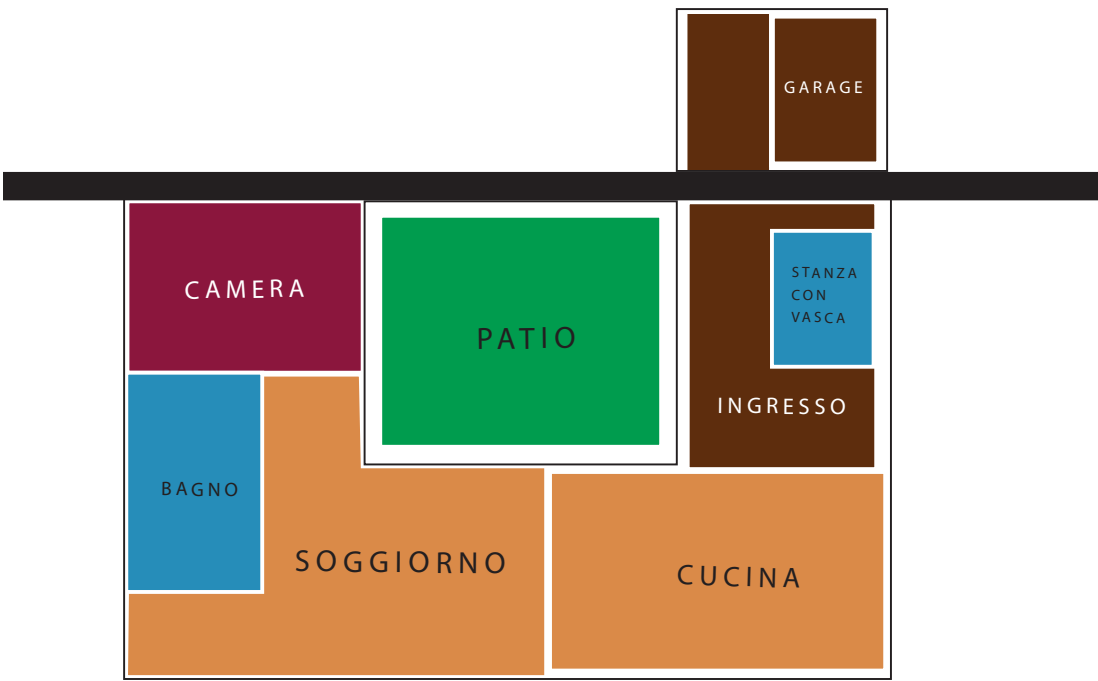 GARAGE
CAMERA
PATIO
STANZA
CON
VASCA
INGRESSO
BAGNO
SOGGIORNO
CUCINA